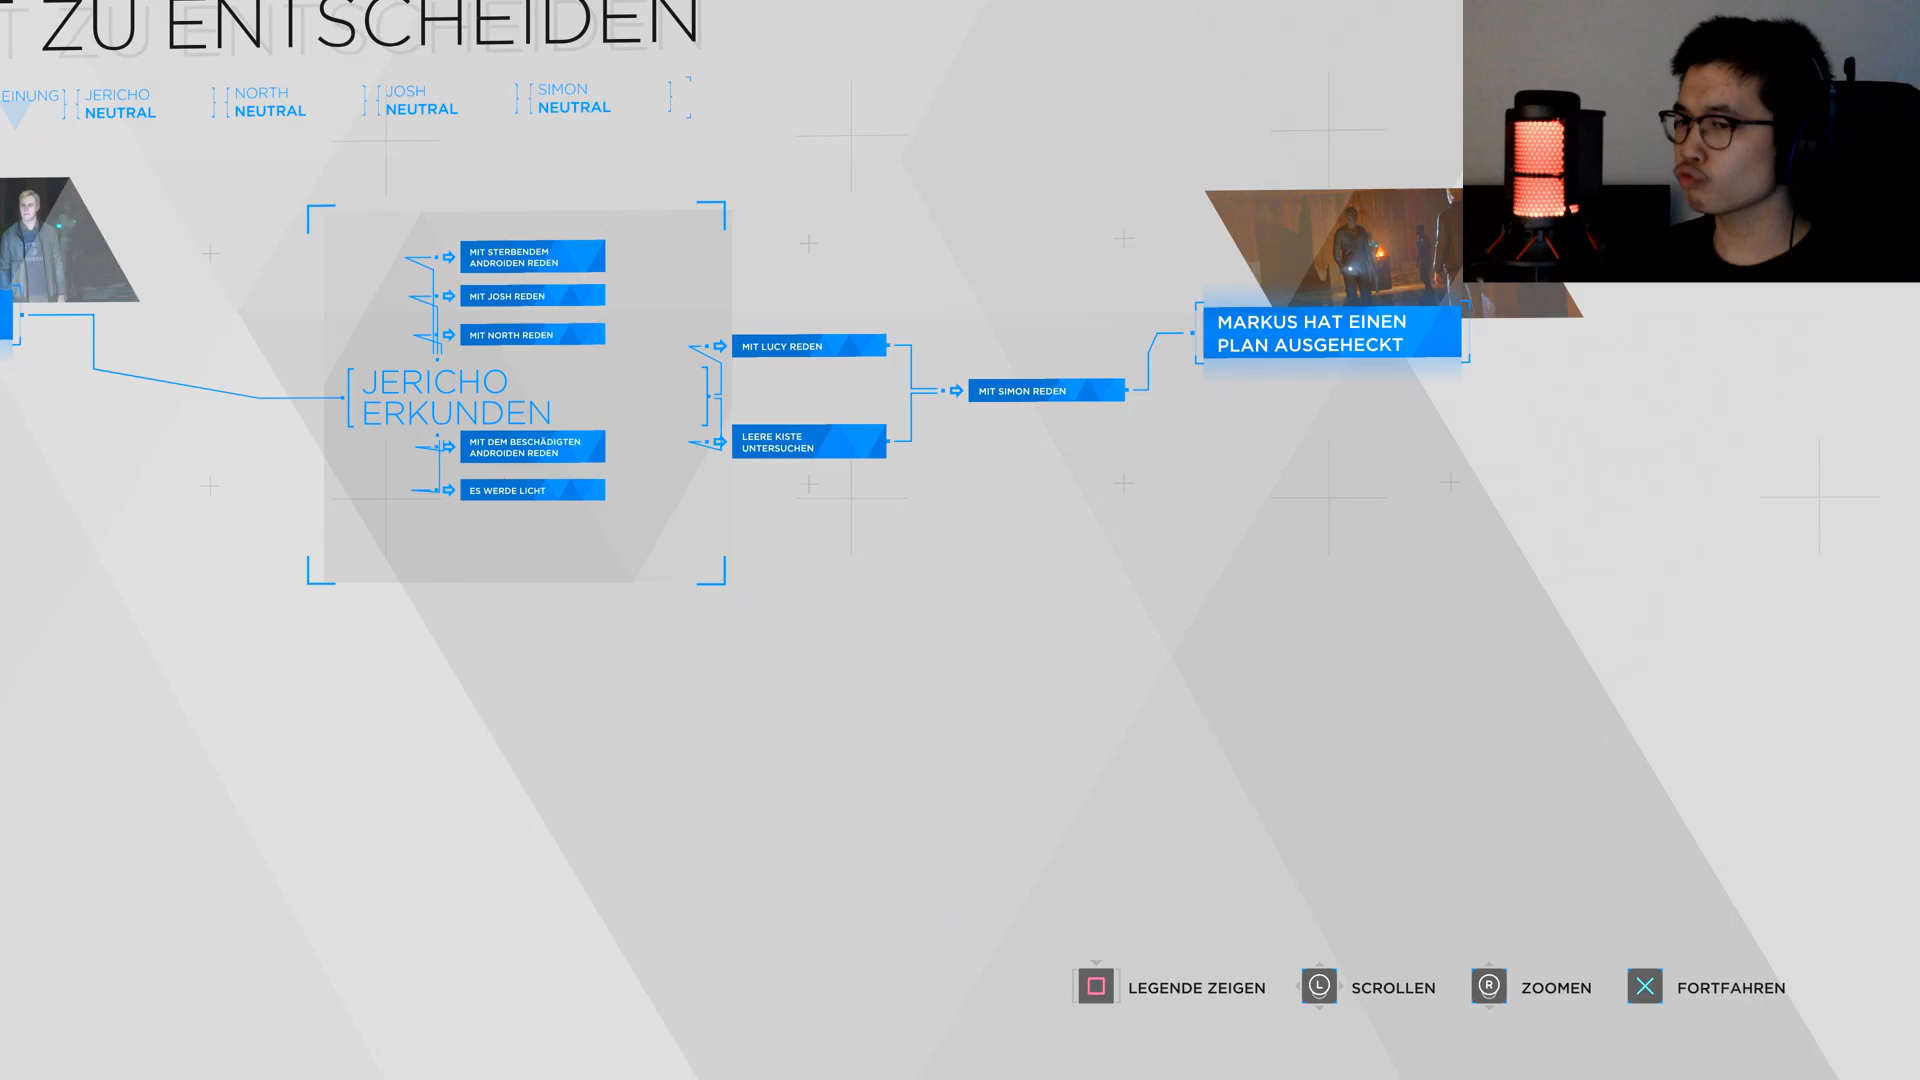 T ZU ENTSCHEIDEN
EINUNG
JERICHO
NEUTRAL
NORTH
NEUTRAL
JOSH
NEUTRAL
SIMON
NEUTRAL
MIT STERBENDEM
ANDROIDEN REDEN
MIT JOSH REDEN
MIT NORTH REDEN
JERICHO
ERKUNDEN
MIT DEM BESCHÄDIGTEN
ANDROIDEN REDEN
ES WERDE LICHT
MIT LUCY REDEN
LEERE KISTE
UNTERSUCHEN
MIT SIMON REDEN
MARKUS HAT EINEN
PLAN AUSGEHECKT
LEGENDE ZEIGEN
L
SCROLLEN
R
ZOOMEN
FORTFAHREN